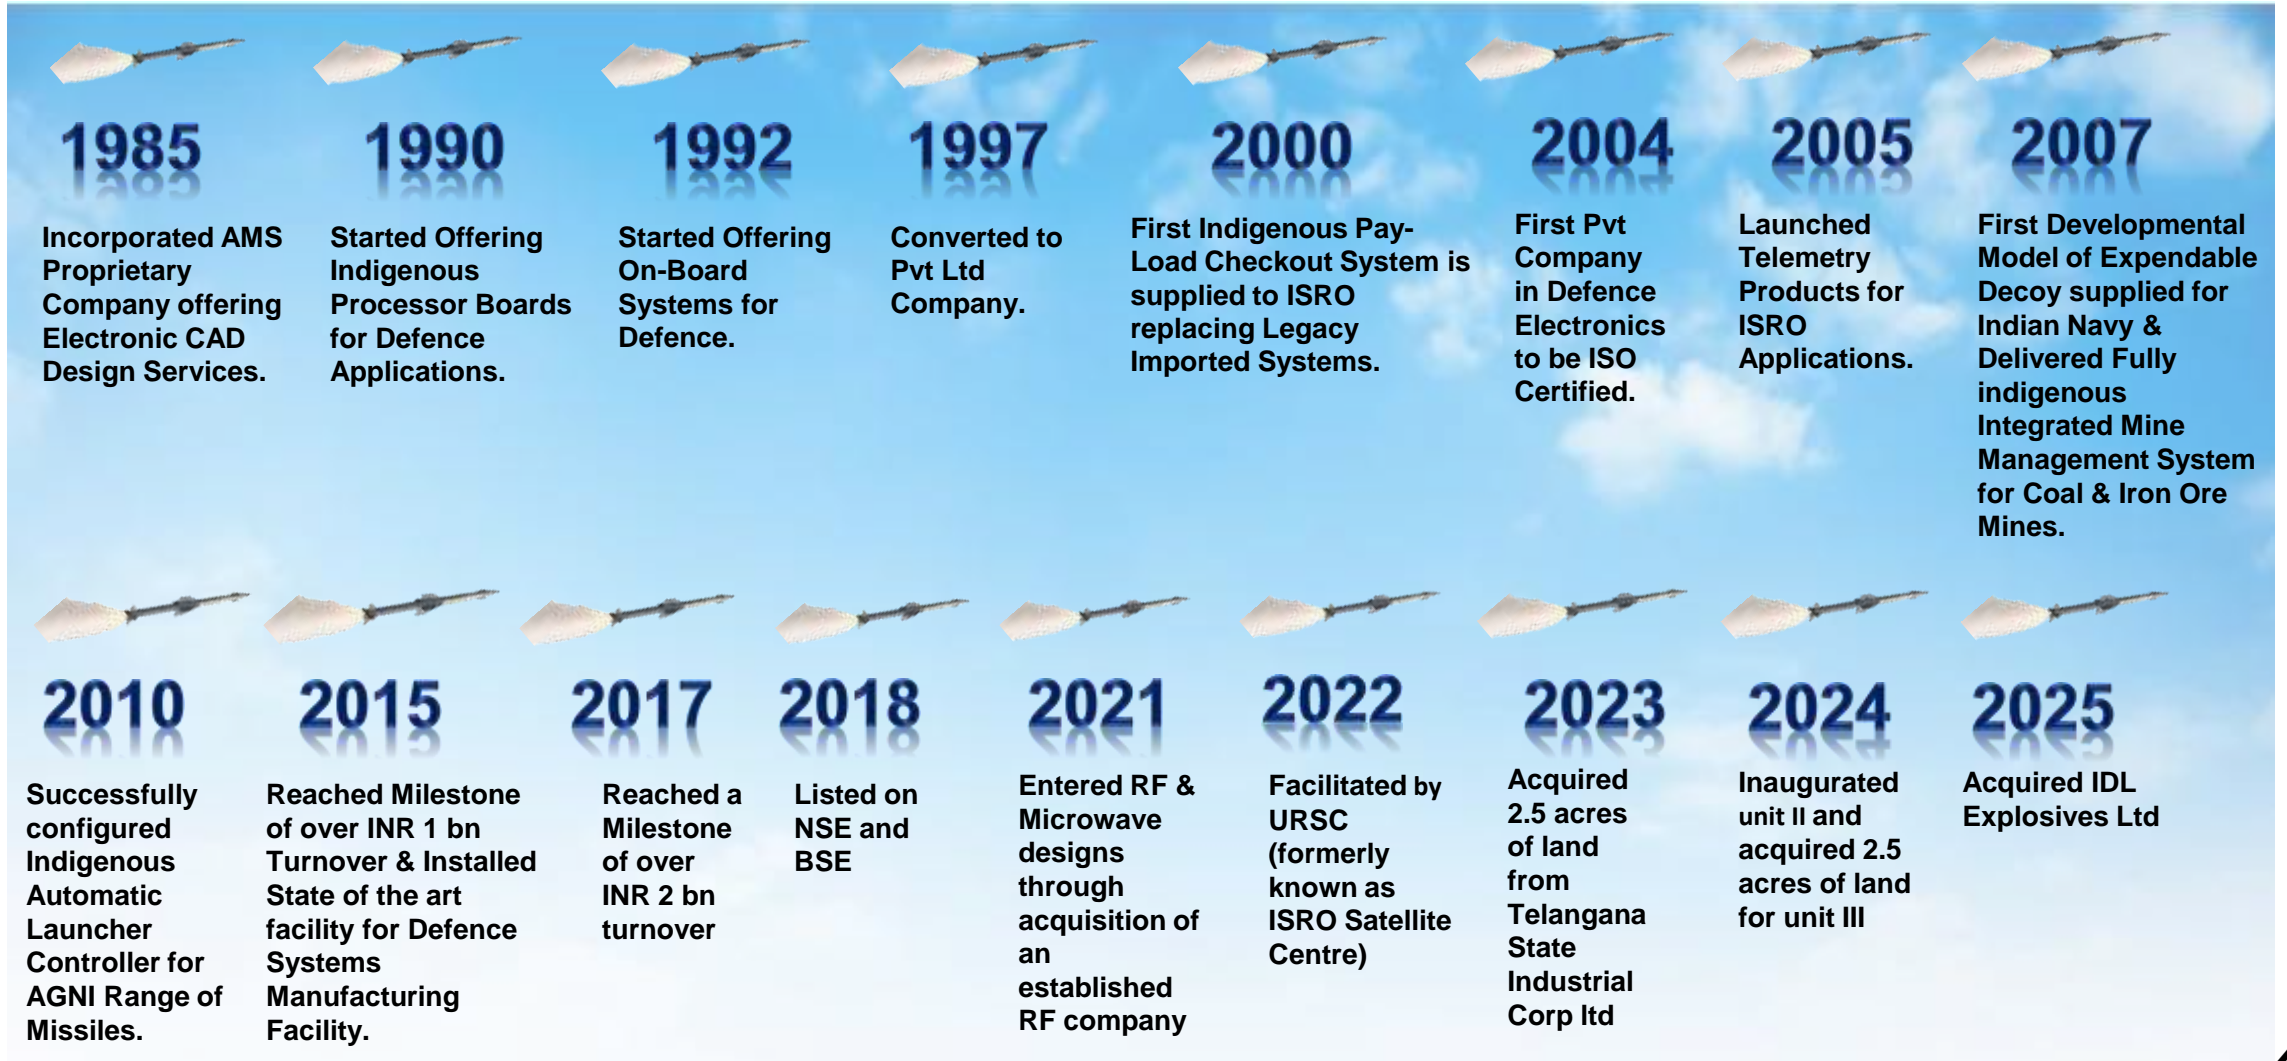 1985
Incorporated AMS
Proprietary
Company offering
Electronic CAD
Design Services.
1990
Started Offering
Indigenous
Processor Boards
for Defence
Applications.
1992
Started Offering
On-Board
Systems for
Defence.
1997
Converted to
Pvt Ltd
Company.
2000
First Indigenous Pay-
Load Checkout System is
supplied to ISRO
replacing Legacy
Imported Systems.
2004
First Pvt
Company
in Defence
Electronics
to be ISO
Certified.
2005
Launched
Telemetry
Products for
ISRO
Applications.
2007
First Developmental
Model of Expendable
Decoy supplied for
Indian Navy &
Delivered Fully
indigenous
Integrated Mine
Management System
for Coal & Iron Ore
Mines.
2010
Successfully
configured
Indigenous
Automatic
Launcher
Controller for
AGNI Range of
Missiles.
2015
Reached Milestone
of over INR 1 bn
Turnover & Installed
State of the art
facility for Defence
Systems
Manufacturing
Facility.
2017
Reached a
Milestone
of over
INR 2 bn
turnover
2018
Listed on
NSE and
BSE
2021
Entered RF &
Microwave
designs
through
acquisition of
an
established
RF company
2022
Facilitated by
URSC
(formerly
known as
ISRO Satellite
Centre)
2023
Acquired
2.5 acres
of land
from
Telangana
State
Industrial
Corp ltd
2024
Inaugurated
unit II and
acquired 2.5
acres of land
for unit III
2025
Acquired IDL
Explosives Ltd